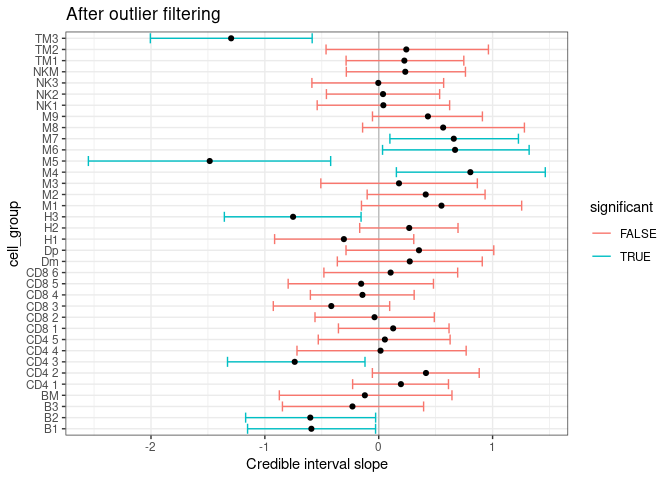 After outlier filtering
TM3
TM2
TM1
NKM
NK3
NK2
NK1
M9
M8
M7
M6
M5
M4
M3
M2
M1
H3
H2
H1
Dp
Dm
CD8 6
CD8 5
CD8 4
CD8 3
CD8 2
CD8 1
CD4 5
CD4 4
CD4 3
CD4 2
CD4 1
BM
B3
B2
B1
cell_group
-2
-1
0
1
Credible interval slope
significant
FALSE
TRUE